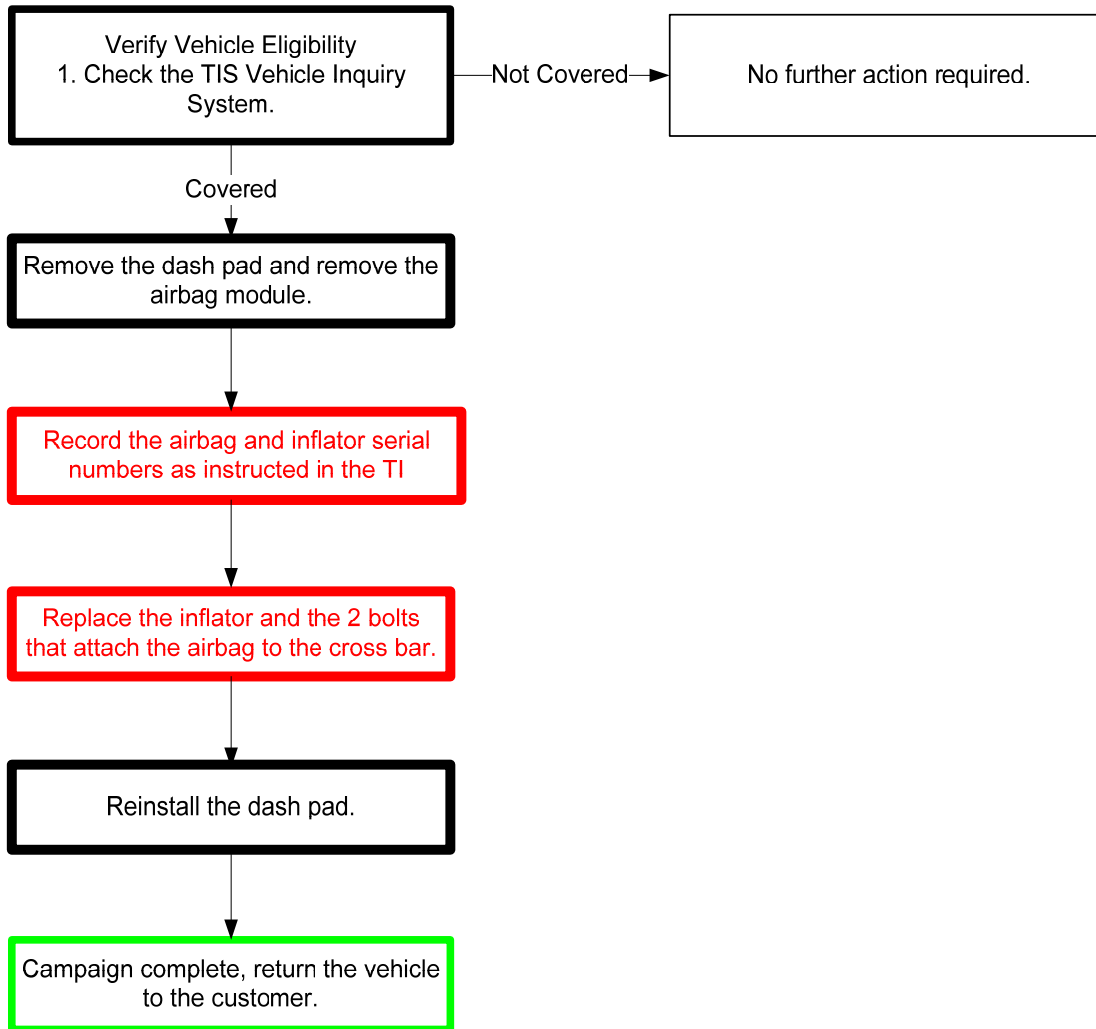 Verify Vehicle Eligibility
1. Check the TIS Vehicle Inquiry
System.
Not Covered
No further action required.
Covered
Remove the dash pad and remove the
airbag module.
Record the airbag and inflator serial
numbers as instructed in the TI
Replace the inflator and the 2 bolts
that attach the airbag to the cross bar.
Reinstall the dash pad.
Campaign complete, return the vehicle
to the customer.